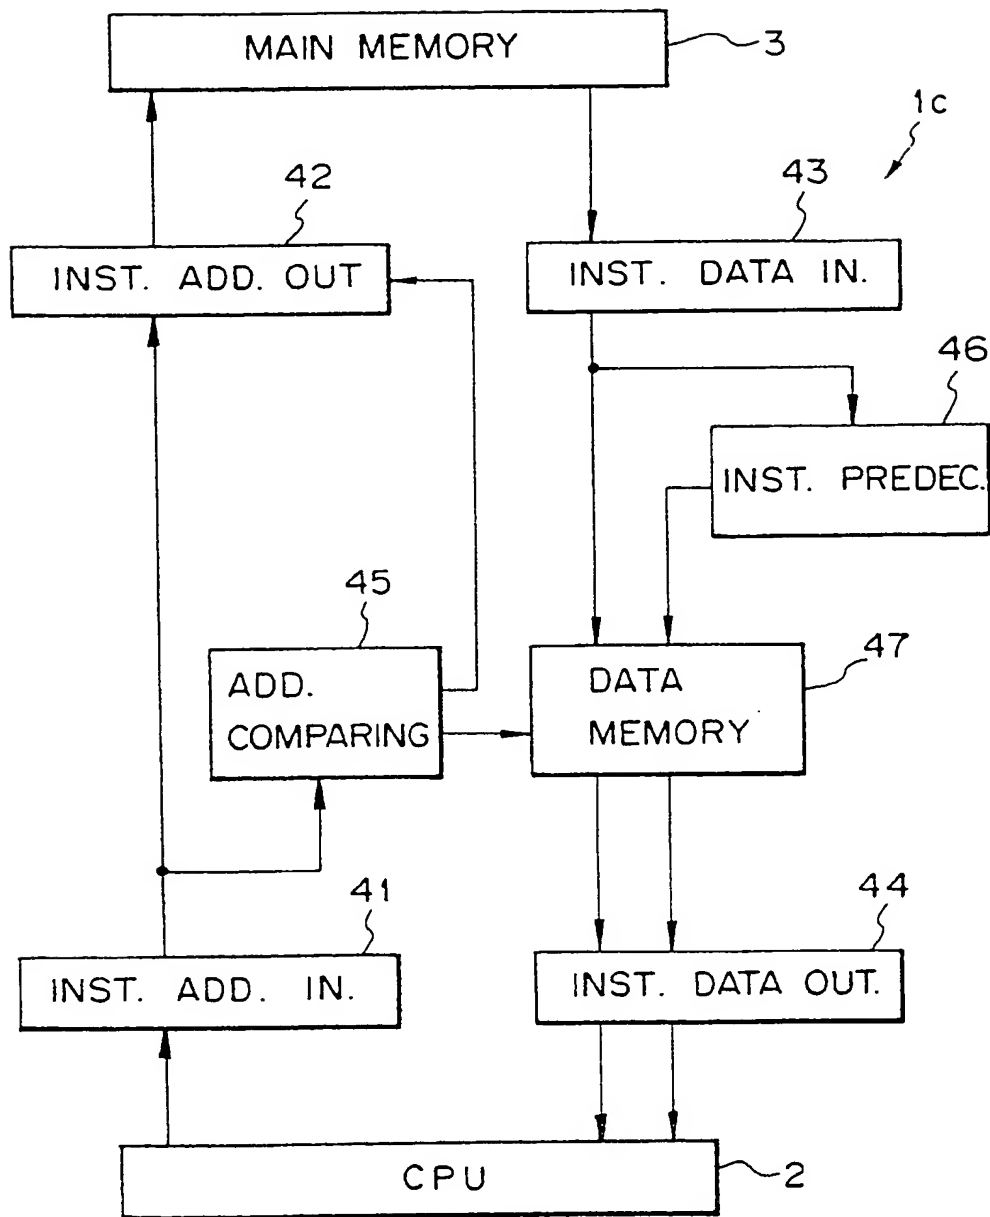 MAIN MEMORY
3
1c
42
43
INST. ADD. OUT
INST. DATA IN.
46
INST. PREDEC.
45
47
ADD.
COMPARING
DATA
MEMORY
41
44
INST. ADD. IN.
INST. DATA OUT.
CPU
2